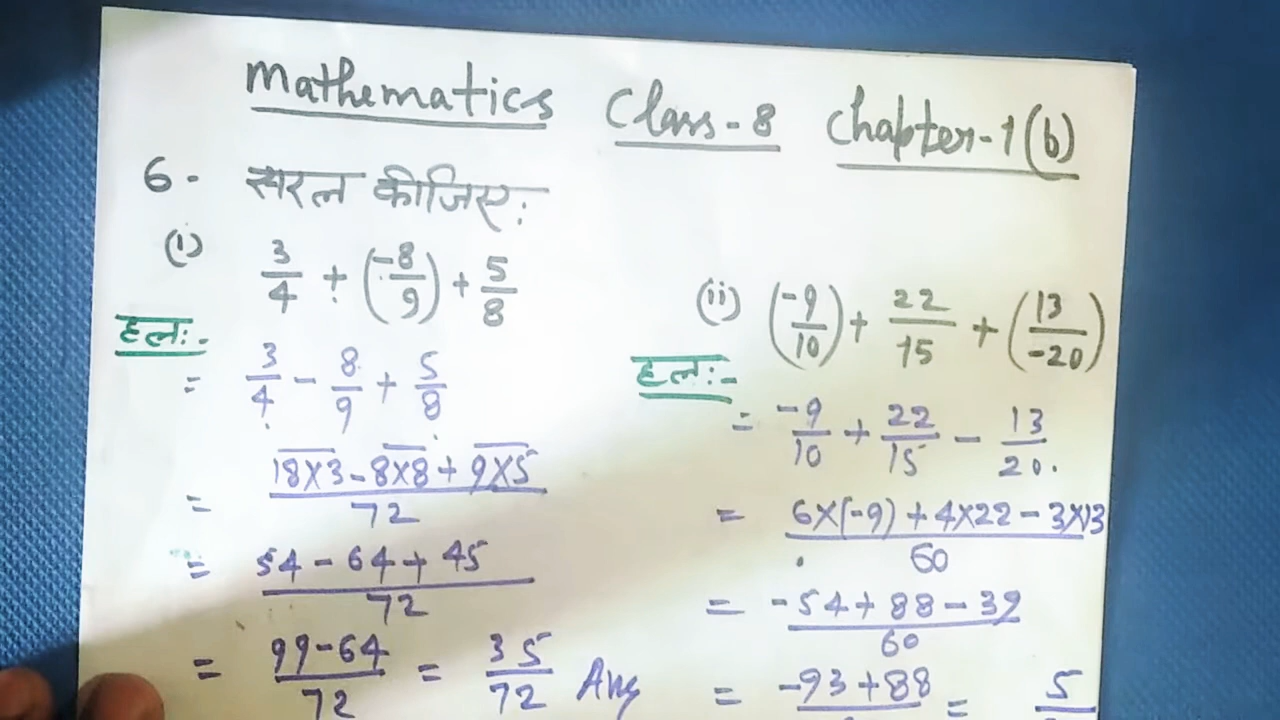 Mathematics Class-8 Chapter-1(b)
6- सरल कीजिए:
(i) 3/4 + (-8/9) + 5/8
हलः-
= 3/4 - 8/9 + 5/8
= 18×3-8×8+9×5/72
= 54-64+45/72
= 99-64/72 = 35/72 Ans
(ii) (-9/10) + 22/15 + (13/-20)
हलः-
= -9/10 + 22/15 - 13/20.
= 6×(-9)+4×22-3×13/60
= -54+88-39/60
= -93+88 = 5